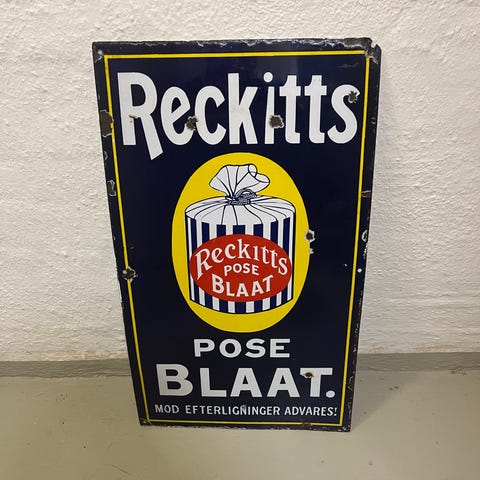 Reckitts
Reckitts
POSE
BLAAT
POSE
BLAAT.
MOD EFTERLIGNINGER ADVARES!